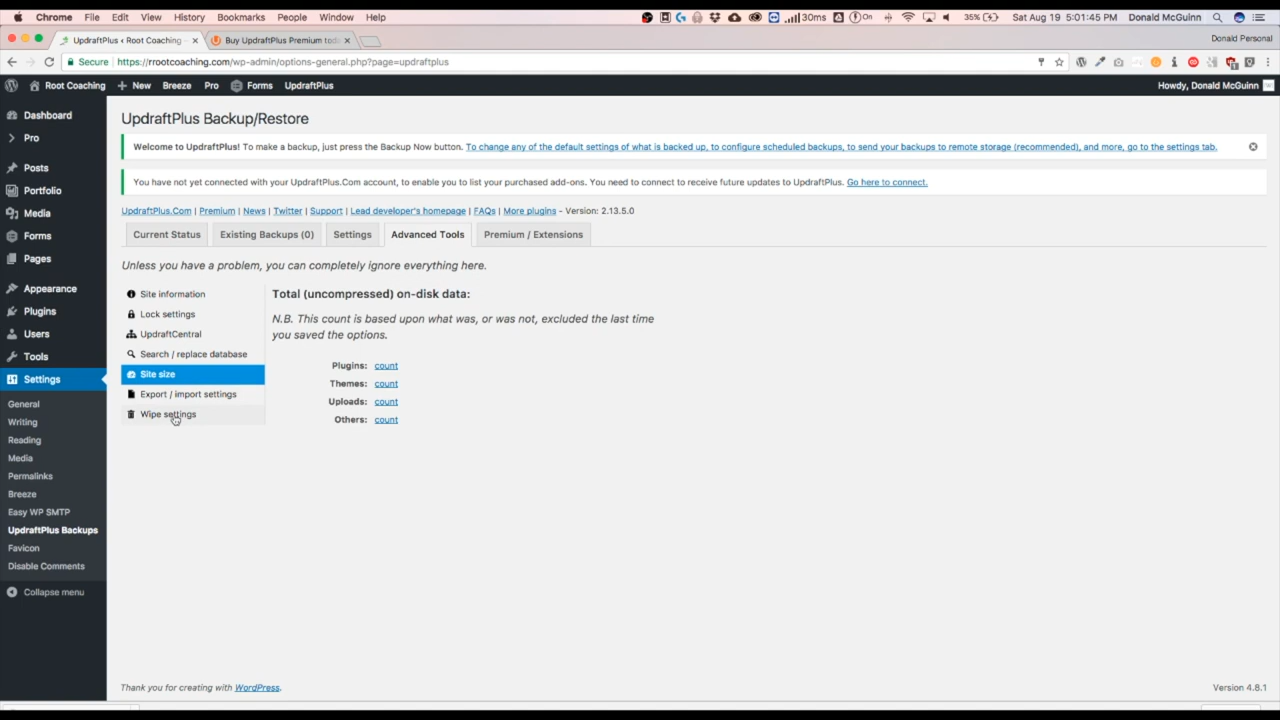 Chrome File Edit View History Bookmarks People Window Help 30ms On 35% Sat Aug 19 5:01:45 Donald McGuinn
UpdraftPlus ‹ Root Coaching — Buy UpdraftPlus Premium tod Donald Personal
Secure https://rrootcoaching.com/wp-admin/options-general.php?page=updraftplus
Root Coaching New Breeze Pro Forms UpdraftPlus Howdy, Donald McGuinn
Dashboard
Pro
Posts
Portfolio
Media
Forms
Pages
Appearance
Plugins
Users
Tools
Settings
General
Writing
Reading
Media
Permalinks
Breeze
Easy WP SMTP
UpdraftPlus Backups
Favicon
Disable Comments
Collapse menu
UpdraftPlus Backup/Restore
Welcome to UpdraftPlus! To make a backup, just press the Backup Now button. To change any of the default settings of what is backed up, to configure scheduled backups, to send your backups to remote storage (recommended), and more, go to the settings tab.
You have not yet connected with your UpdraftPlus.Com account, to enable you to list your purchased add-ons. You need to connect to receive future updates to UpdraftPlus. Go here to connect.
UpdraftPlus.Com | Premium | News | Twitter | Support | Lead developer's homepage | FAQs | More plugins - Version: 2.13.5.0
Current Status Existing Backups (0) Settings Advanced Tools Premium / Extensions
Unless you have a problem, you can completely ignore everything here.
Site information
Lock settings
UpdraftCentral
Search / replace database
Site size
Export / import settings
Wipe settings
Total (uncompressed) on-disk data:
N.B. This count is based upon what was, or was not, excluded the last time
you saved the options.
Plugins: count
Themes: count
Uploads: count
Others: count
Thank you for creating with WordPress. Version 4.8.1